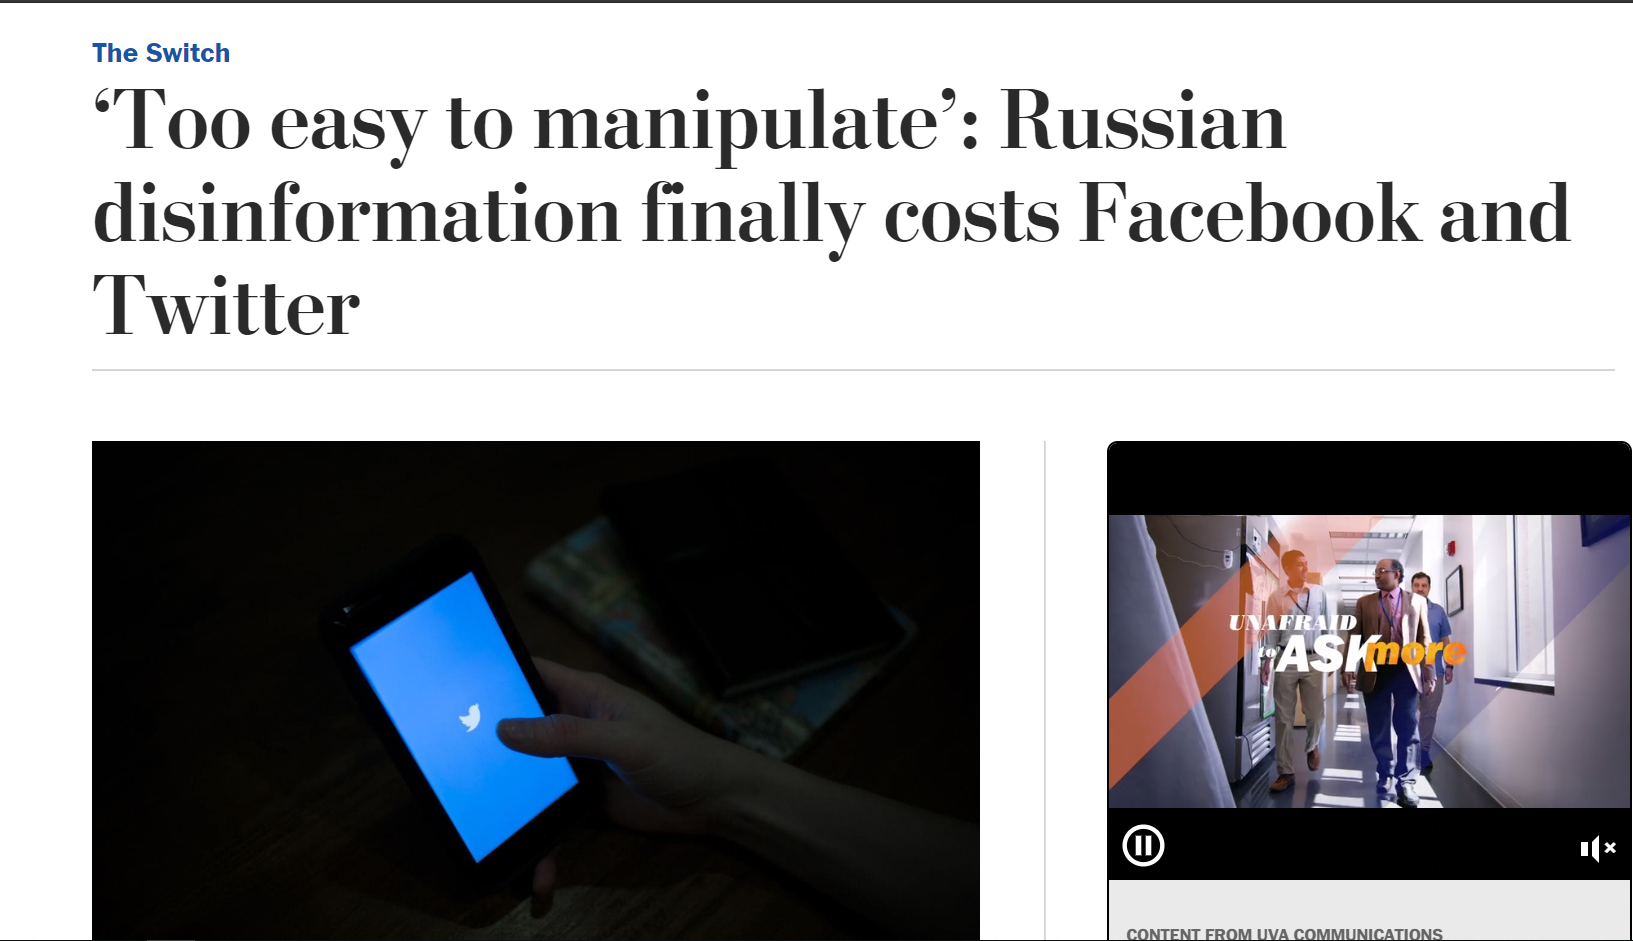 The Switch
‘Too easy to manipulate’: Russian
disinformation finally costs Facebook and
Twitter
UNAFRAID
to ASK more
CONTENT FROM UVA COMMUNICATIONS